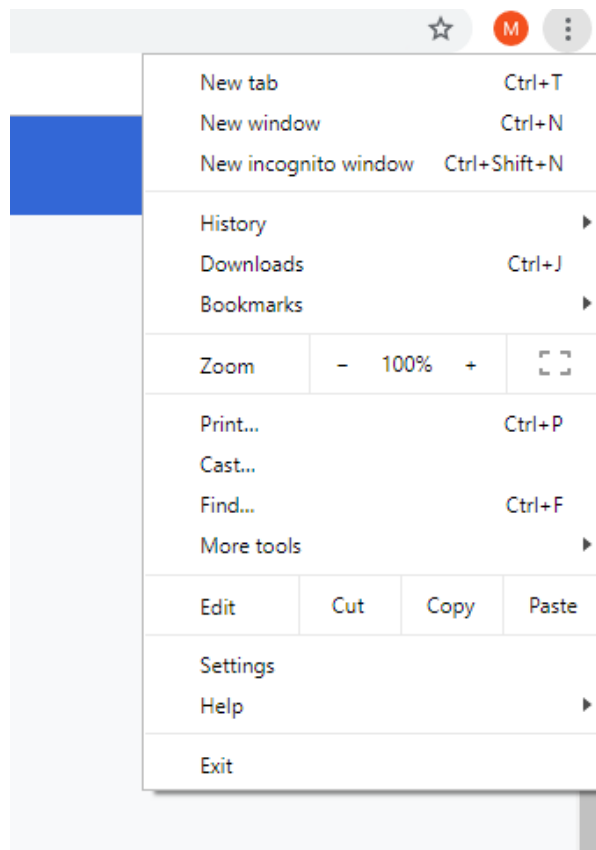 M
New tab Ctrl+T
New window Ctrl+N
New incognito window Ctrl+Shift+N
History
Downloads Ctrl+J
Bookmarks
Zoom − 100% +
Print... Ctrl+P
Cast...
Find... Ctrl+F
More tools
Edit Cut Copy Paste
Settings
Help
Exit